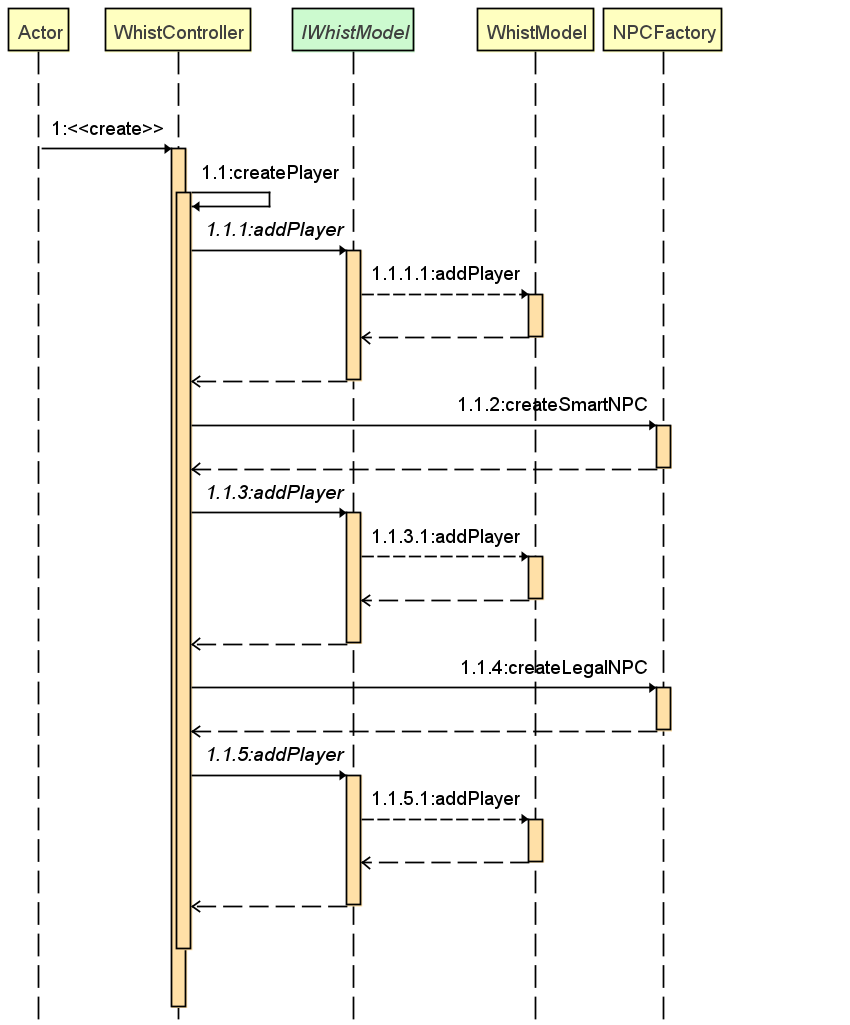 Actor
WhistController
IWhistModel
WhistModel
NPCFactory
1:<<create>>
1.1:createPlayer
1.1.1:addPlayer
1.1.1.1:addPlayer
1.1.2:createSmartNPC
1.1.3:addPlayer
1.1.3.1:addPlayer
1.1.4:createLegalNPC
1.1.5:addPlayer
1.1.5.1:addPlayer